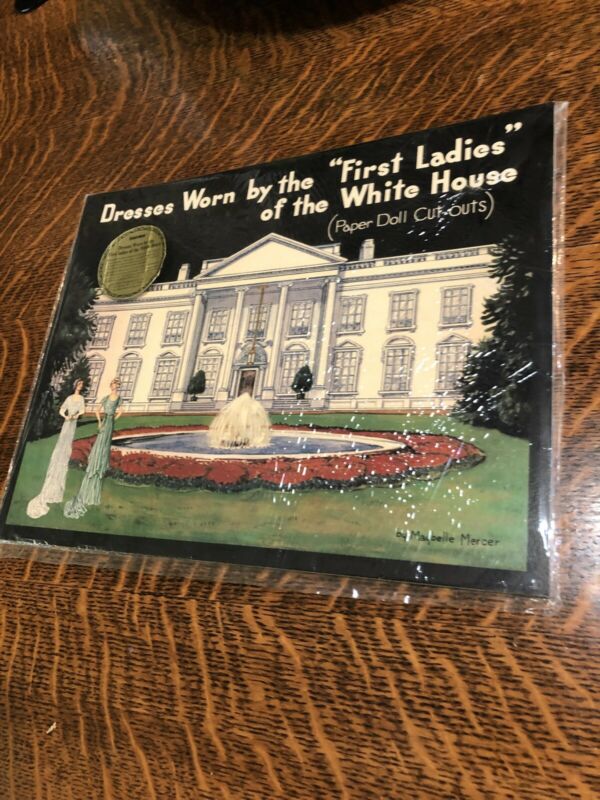 Dresses Worn by the "First Ladies"
of the White House
(Paper Doll Cut-outs)
by Maybelle Mercer